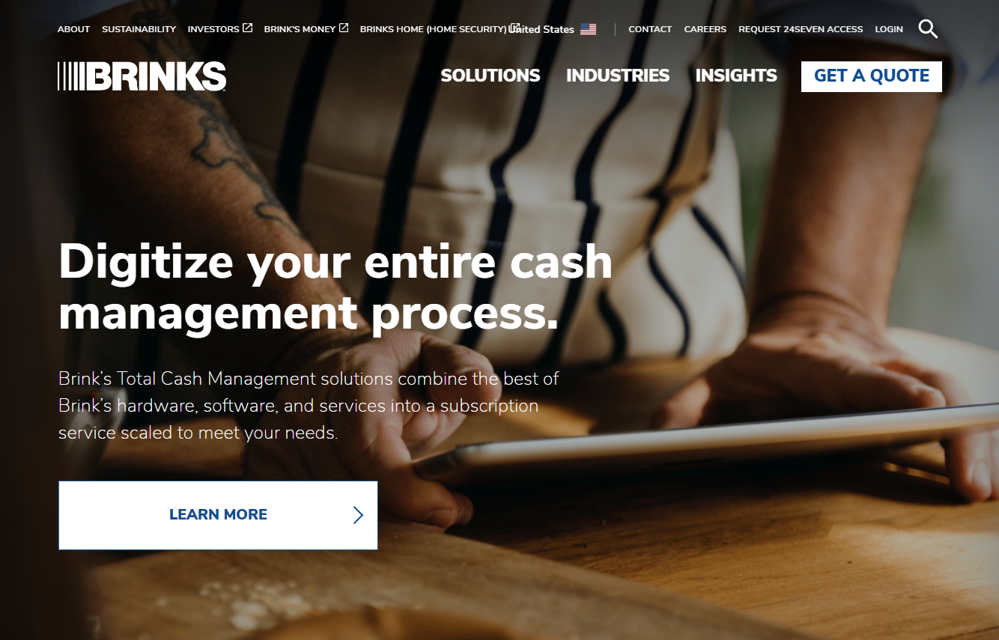 ABOUT SUSTAINABILITY INVESTORS BRINK'S MONEY BRINKS HOME (HOME SECURITY) United States CONTACT CAREERS REQUEST 24SEVEN ACCESS LOGIN
BRINKS SOLUTIONS INDUSTRIES INSIGHTS GET A QUOTE
Digitize your entire cash
management process.
Brink’s Total Cash Management solutions combine the best of
Brink’s hardware, software, and services into a subscription
service scaled to meet your needs.
LEARN MORE